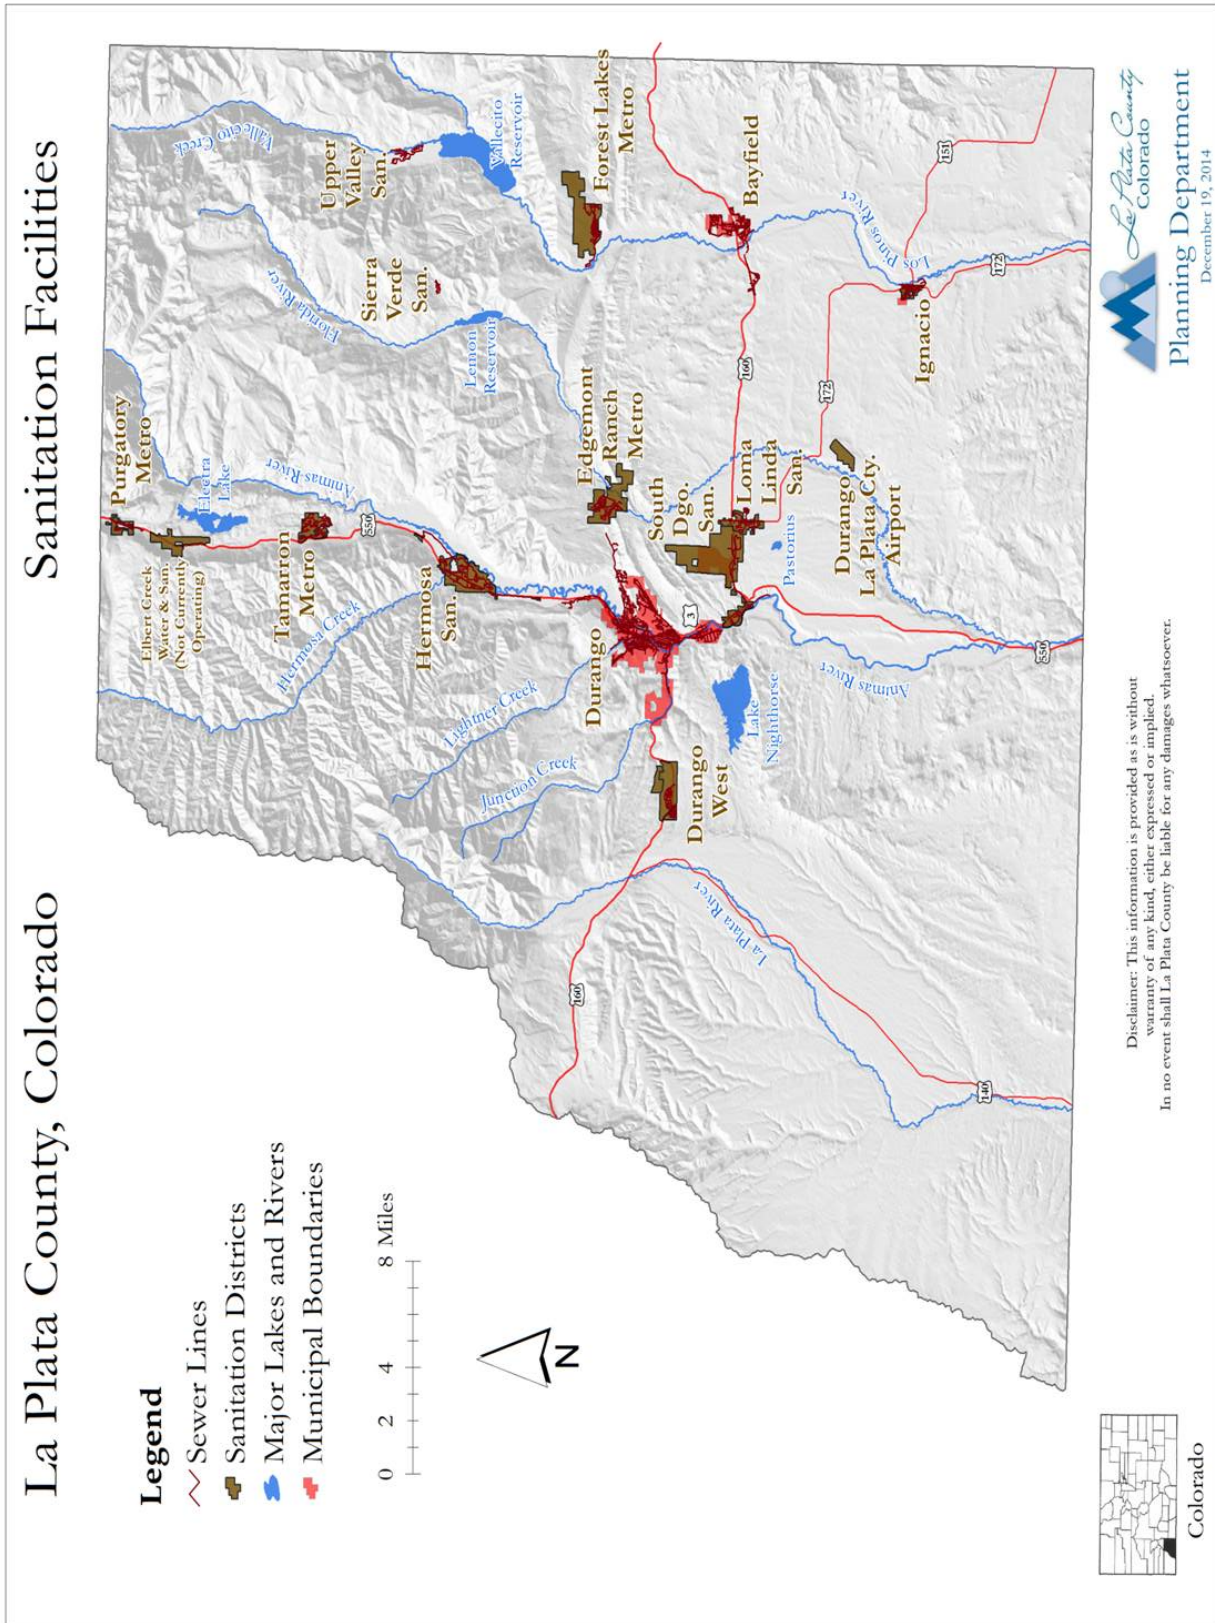 La Plata County, Colorado
Sanitation Facilities
Legend
Sewer Lines
Sanitation Districts
Major Lakes and Rivers
Municipal Boundaries
0 2 4 8 Miles
N
Purgatory
Metro
Electra
Lake
Elbert Creek
Water & San.
(Not Currently
Operating)
Animas River
Tamarron
Metro
550
Hermosa Creek
Hermosa
San.
Vallecito Creek
Upper
Valley
San.
Vallecito
Reservoir
Florida River
Sierra
Verde
San.
Lemon
Reservoir
Forest Lakes
Metro
Lightner Creek
Junction Creek
Durango
Edgemont
Ranch
Metro
South
Dgo.
San.
Loma
Linda
San.
Bayfield
160
3
160
Durango
West
Lake
Nighthorse
Pastorius
Durango
La Plata Cty.
Airport
172
Los Pinos River
151
Ignacio
172
La Plata River
Animas River
550
140
Colorado
Disclaimer: This information is provided as is without
warranty of any kind, either expressed or implied.
In no event shall La Plata County be liable for any damages whatsoever.
La Plata County
Colorado
Planning Department
December 19, 2014